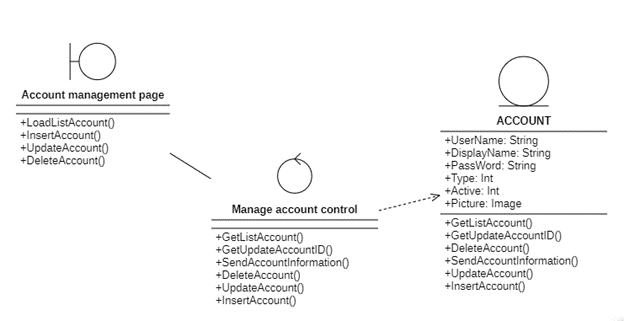 Account management page
+LoadListAccount()
+InsertAccount()
+UpdateAccount()
+DeleteAccount()
Manage account control
+GetListAccount()
+GetUpdateAccountID()
+SendAccountInformation()
+DeleteAccount()
+UpdateAccount()
+InsertAccount()
ACCOUNT
+UserName: String
+DisplayName: String
+PassWord: String
+Type: Int
+Active: Int
+Picture: Image
+GetListAccount()
+GetUpdateAccountID()
+DeleteAccount()
+SendAccountInformation()
+UpdateAccount()
+InsertAccount()